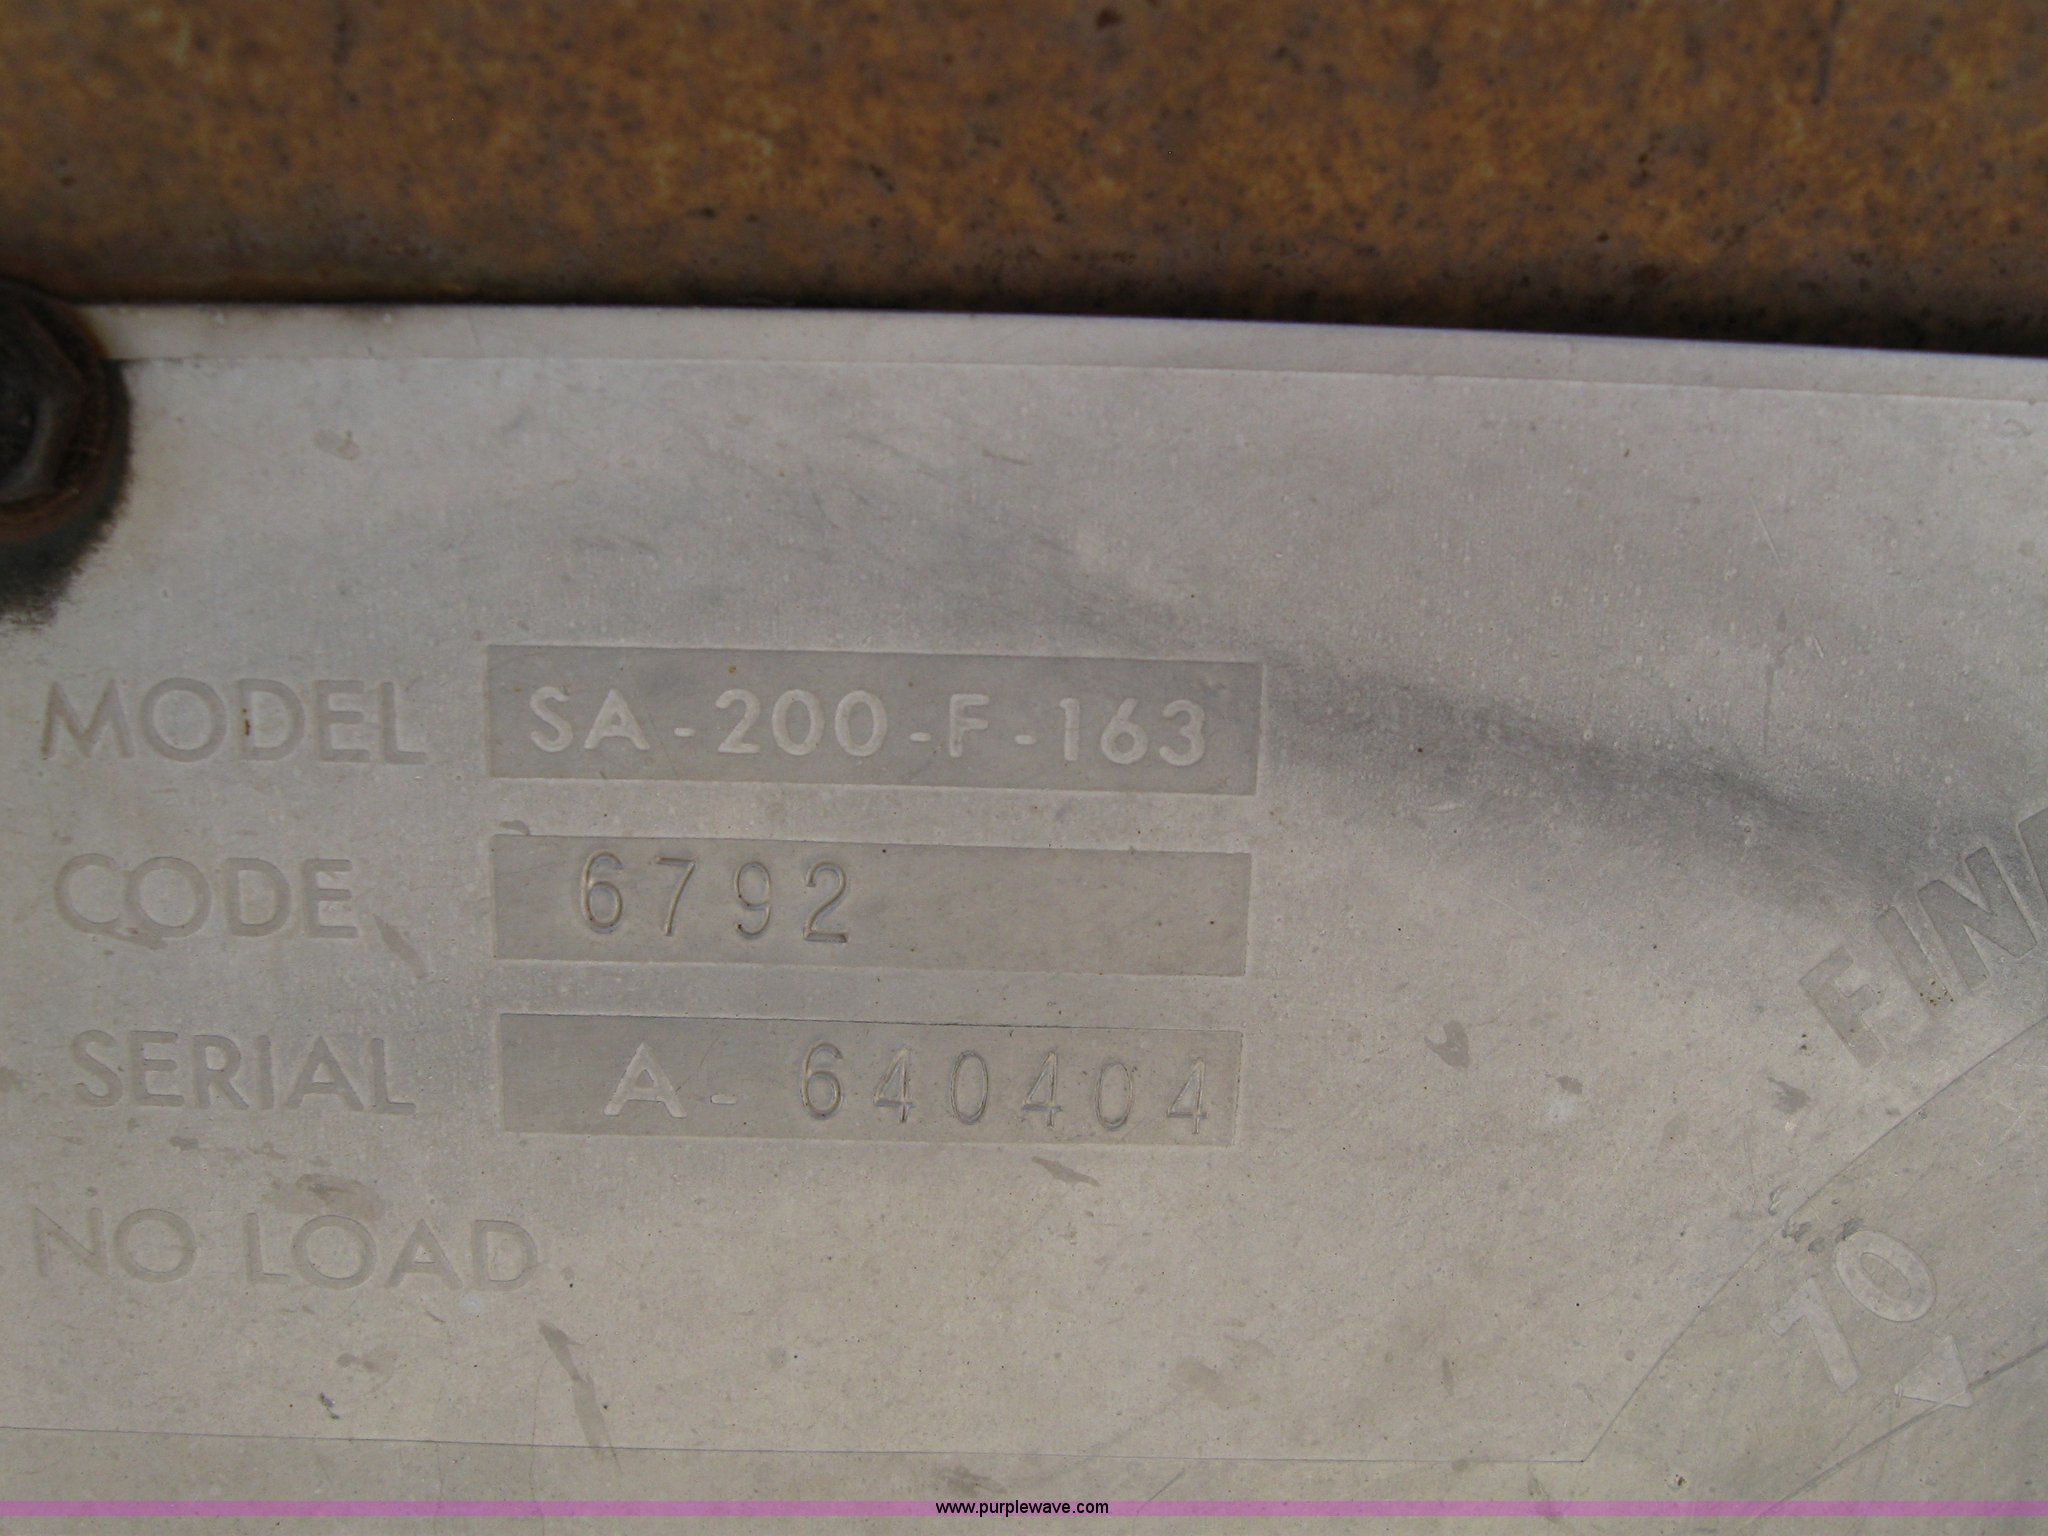 MODEL SA-200-F-163
CODE 6792
SERIAL A-640404
NO LOAD
70
www.purplewave.com